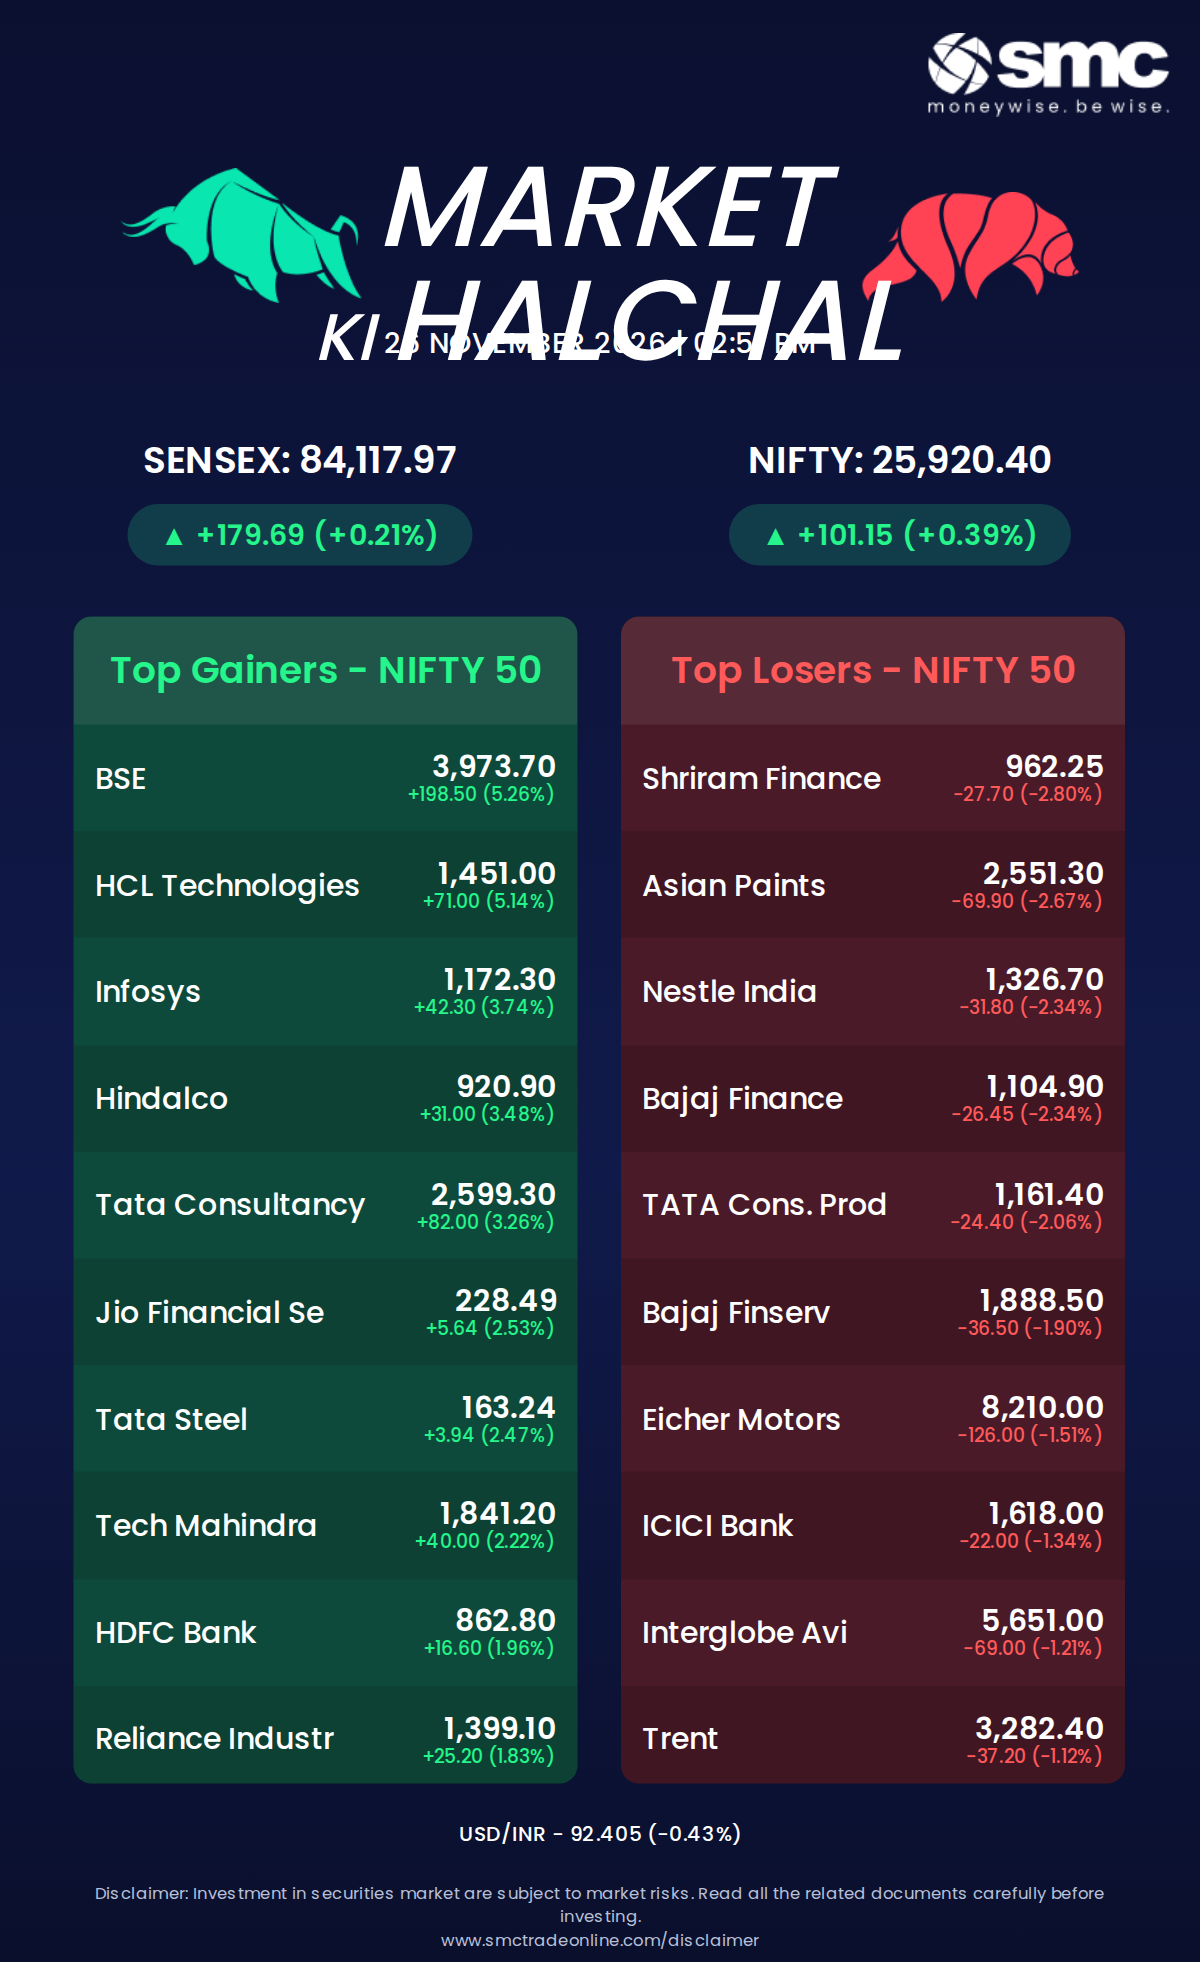 smc
moneywise. be wise.
MARKET
KI HALCHAL
NOVEMBER 2026 | PM
SENSEX: 84,117.97
▲ +179.69 (+0.21%)
NIFTY: 25,920.40
▲ +101.15 (+0.39%)
Top Gainers - NIFTY 50
BSE
3,973.70
+198.50 (5.26%)
HCL Technologies
1,451.00
+71.00 (5.14%)
Infosys
1,172.30
+42.30 (3.74%)
Hindalco
920.90
+31.00 (3.48%)
Tata Consultancy
2,599.30
+82.00 (3.26%)
Jio Financial Se
228.49
+5.64 (2.53%)
Tata Steel
163.24
+3.94 (2.47%)
Tech Mahindra
1,841.20
+40.00 (2.22%)
HDFC Bank
862.80
+16.60 (1.96%)
Reliance Industr
1,399.10
+25.20 (1.83%)
Top Losers - NIFTY 50
Shriram Finance
962.25
-27.70 (-2.80%)
Asian Paints
2,551.30
-69.90 (-2.67%)
Nestle India
1,326.70
-31.80 (-2.34%)
Bajaj Finance
1,104.90
-26.45 (-2.34%)
TATA Cons. Prod
1,161.40
-24.40 (-2.06%)
Bajaj Finserv
1,888.50
-36.50 (-1.90%)
Eicher Motors
8,210.00
-126.00 (-1.51%)
ICICI Bank
1,618.00
-22.00 (-1.34%)
Interglobe Avi
5,651.00
-69.00 (-1.21%)
Trent
3,282.40
-37.20 (-1.12%)
USD/INR - 92.405 (-0.43%)
Disclaimer: Investment in securities market are subject to market risks. Read all the related documents carefully before
investing.
www.smctradeonline.com/disclaimer